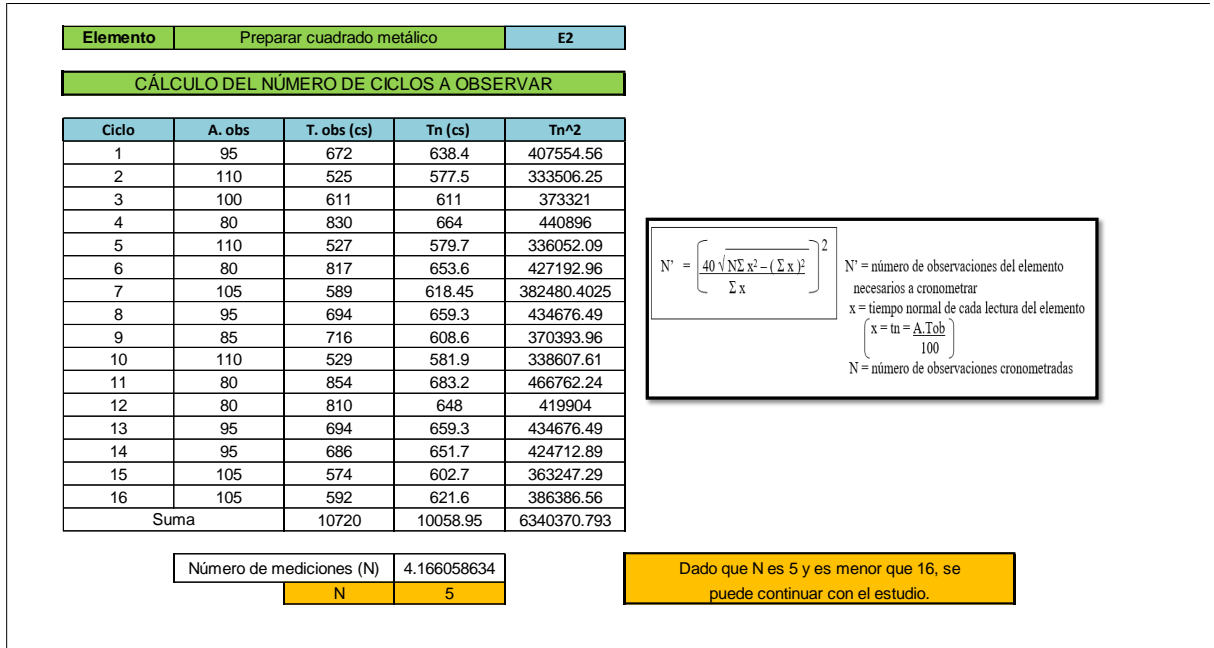 Elemento Preparar cuadrado metálico E2
CÁLCULO DEL NÚMERO DE CICLOS A OBSERVAR
Ciclo A. obs T. obs (cs) Tn (cs) Tn^2
1 95 672 638.4 407554.56
2 110 525 577.5 333506.25
3 100 611 611 373321
4 80 830 664 440896
5 110 527 579.7 336052.09
6 80 817 653.6 427192.96
7 105 589 618.45 382480.4025
8 95 694 659.3 434676.49
9 85 716 608.6 370393.96
10 110 529 581.9 338607.61
11 80 854 683.2 466762.24
12 80 810 648 419904
13 95 694 659.3 434676.49
14 95 686 651.7 424712.89
15 105 574 602.7 363247.29
16 105 592 621.6 386386.56
Suma 10720 10058.95 6340370.793
N' = ( 40 √ NΣ x² – ( Σ x )² / Σ x )²
N' = número de observaciones del elemento
necesarios a cronometrar
x = tiempo normal de cada lectura del elemento
( x = tn = A.Tob / 100 )
N = número de observaciones cronometradas
Número de mediciones (N) 4.166058634
N 5
Dado que N es 5 y es menor que 16, se
puede continuar con el estudio.